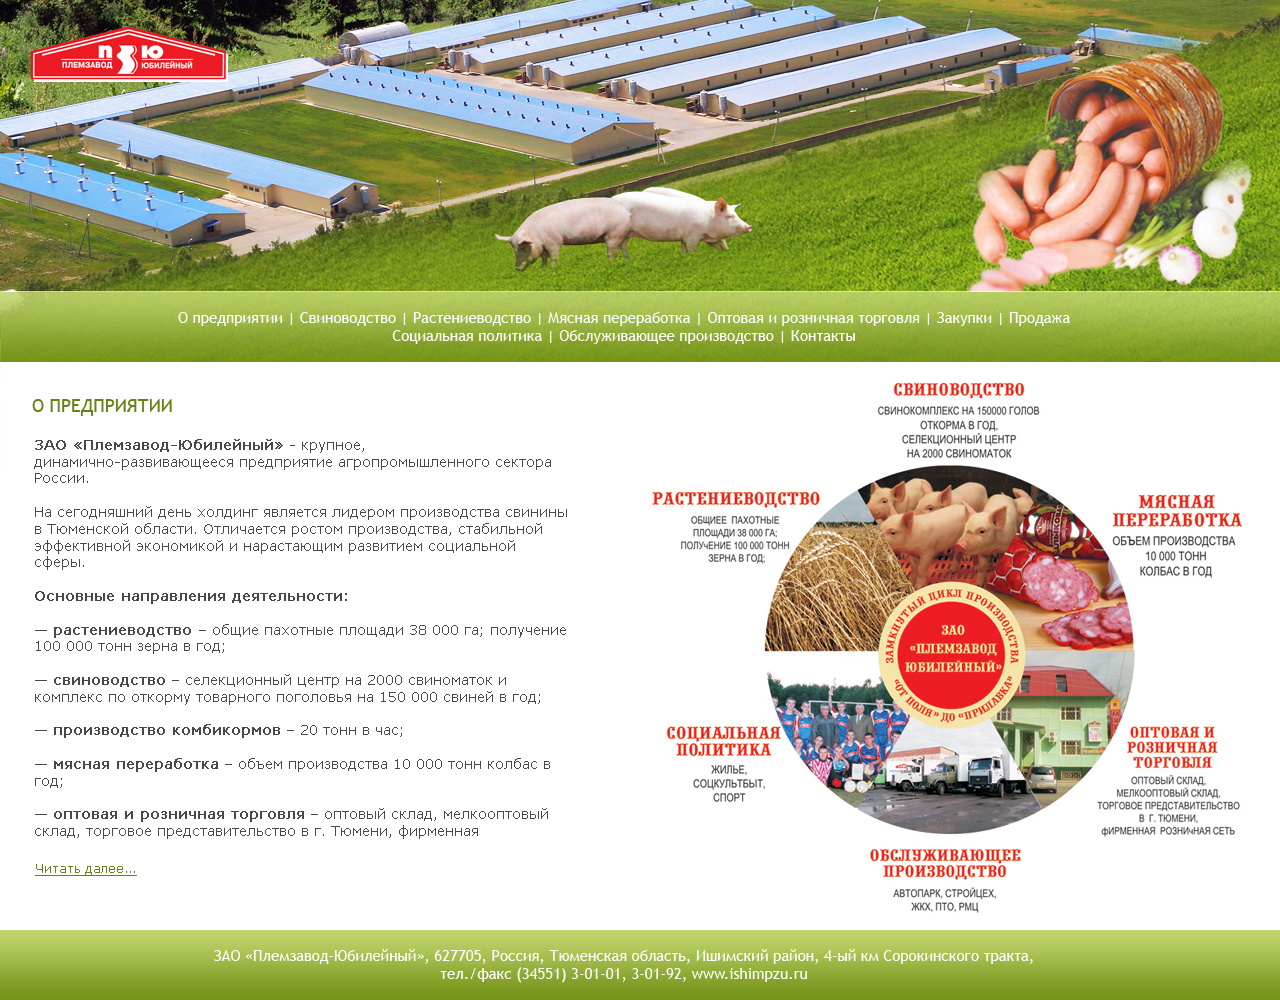 ПЗЮ
ПЛЕМЗАВОД ЮБИЛЕЙНЫЙ
О предприятии | Свиноводство | Растениеводство | Мясная переработка | Оптовая и розничная торговля | Закупки | Продажа
Социальная политика | Обслуживающее производство | Контакты
О ПРЕДПРИЯТИИ
ЗАО «Племзавод-Юбилейный» - крупное,
динамично-развивающееся предприятие агропромышленного сектора
России.
На сегодняшний день холдинг является лидером производства свинины
в Тюменской области. Отличается ростом производства, стабильной
эффективной экономикой и нарастающим развитием социальной
сферы.
Основные направления деятельности:
— растениеводство – общие пахотные площади 38 000 га; получение
100 000 тонн зерна в год;
— свиноводство – селекционный центр на 2000 свиноматок и
комплекс по откорму товарного поголовья на 150 000 свиней в год;
— производство комбикормов – 20 тонн в час;
— мясная переработка – объем производства 10 000 тонн колбас в
год;
— оптовая и розничная торговля – оптовый склад, мелкооптовый
склад, торговое представительство в г. Тюмени, фирменная
Читать далее...
СВИНОВОДСТВО
СВИНОКОМПЛЕКС НА 150000 ГОЛОВ
ОТКОРМА В ГОД,
СЕЛЕКЦИОННЫЙ ЦЕНТР
НА 2000 СВИНОМАТОК
РАСТЕНИЕВОДСТВО
ОБЩИЕЕ ПАХОТНЫЕ
ПЛОЩАДИ 38 000 ГА;
ПОЛУЧЕНИЕ 100 000 ТОНН
ЗЕРНА В ГОД;
МЯСНАЯ
ПЕРЕРАБОТКА
ОБЪЕМ ПРОИЗВОДСТВА
10 000 ТОНН
КОЛБАС В ГОД
ЗАМКНУТЫЙ ЦИКЛ ПРОИЗВОДСТВА
ЗАО
«ПЛЕМЗАВОД
ЮБИЛЕЙНЫЙ»
«ОТ ПОЛЯ» ДО «ПРИЛАВКА»
СОЦИАЛЬНАЯ
ПОЛИТИКА
ЖИЛЬЕ,
СОЦКУЛЬТБЫТ,
СПОРТ
ОПТОВАЯ И
РОЗНИЧНАЯ
ТОРГОВЛЯ
ОПТОВЫЙ СКЛАД,
МЕЛКООПТОВЫЙ СКЛАД,
ТОРГОВОЕ ПРЕДСТАВИТЕЛЬСТВО
В Г. ТЮМЕНИ,
фИРМЕННАЯ РОЗНИчНАЯ СЕТЬ
ОБСЛУЖИВАЮЩЕЕ
ПРОИЗВОДСТВО
АВТОПАРК, СТРОЙЦЕХ,
ЖКХ, ПТО, РМЦ
ЗАО «Племзавод-Юбилейный», 627705, Россия, Тюменская область, Ишимский район, 4-ый км Сорокинского тракта,
тел./факс (34551) 3-01-01, 3-01-92, www.ishimpzu.ru